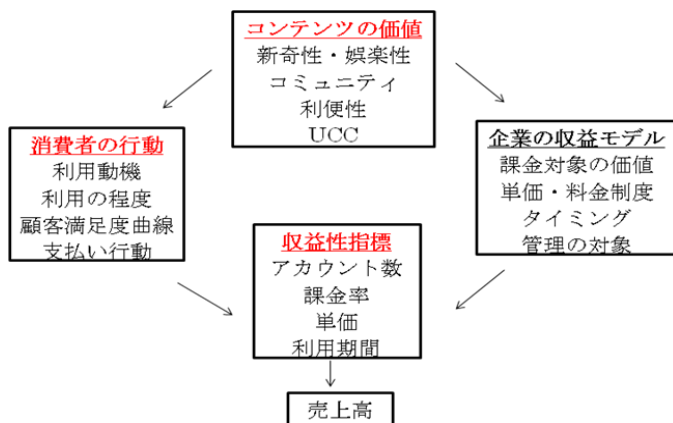 コンテンツの価値
新奇性・娯楽性
コミュニティ
利便性
UCC
消費者の行動
利用動機
利用の程度
顧客満足度曲線
支払い行動
企業の収益モデル
課金対象の価値
単価・料金制度
タイミング
管理の対象
収益性指標
アカウント数
課金率
単価
利用期間
売上高